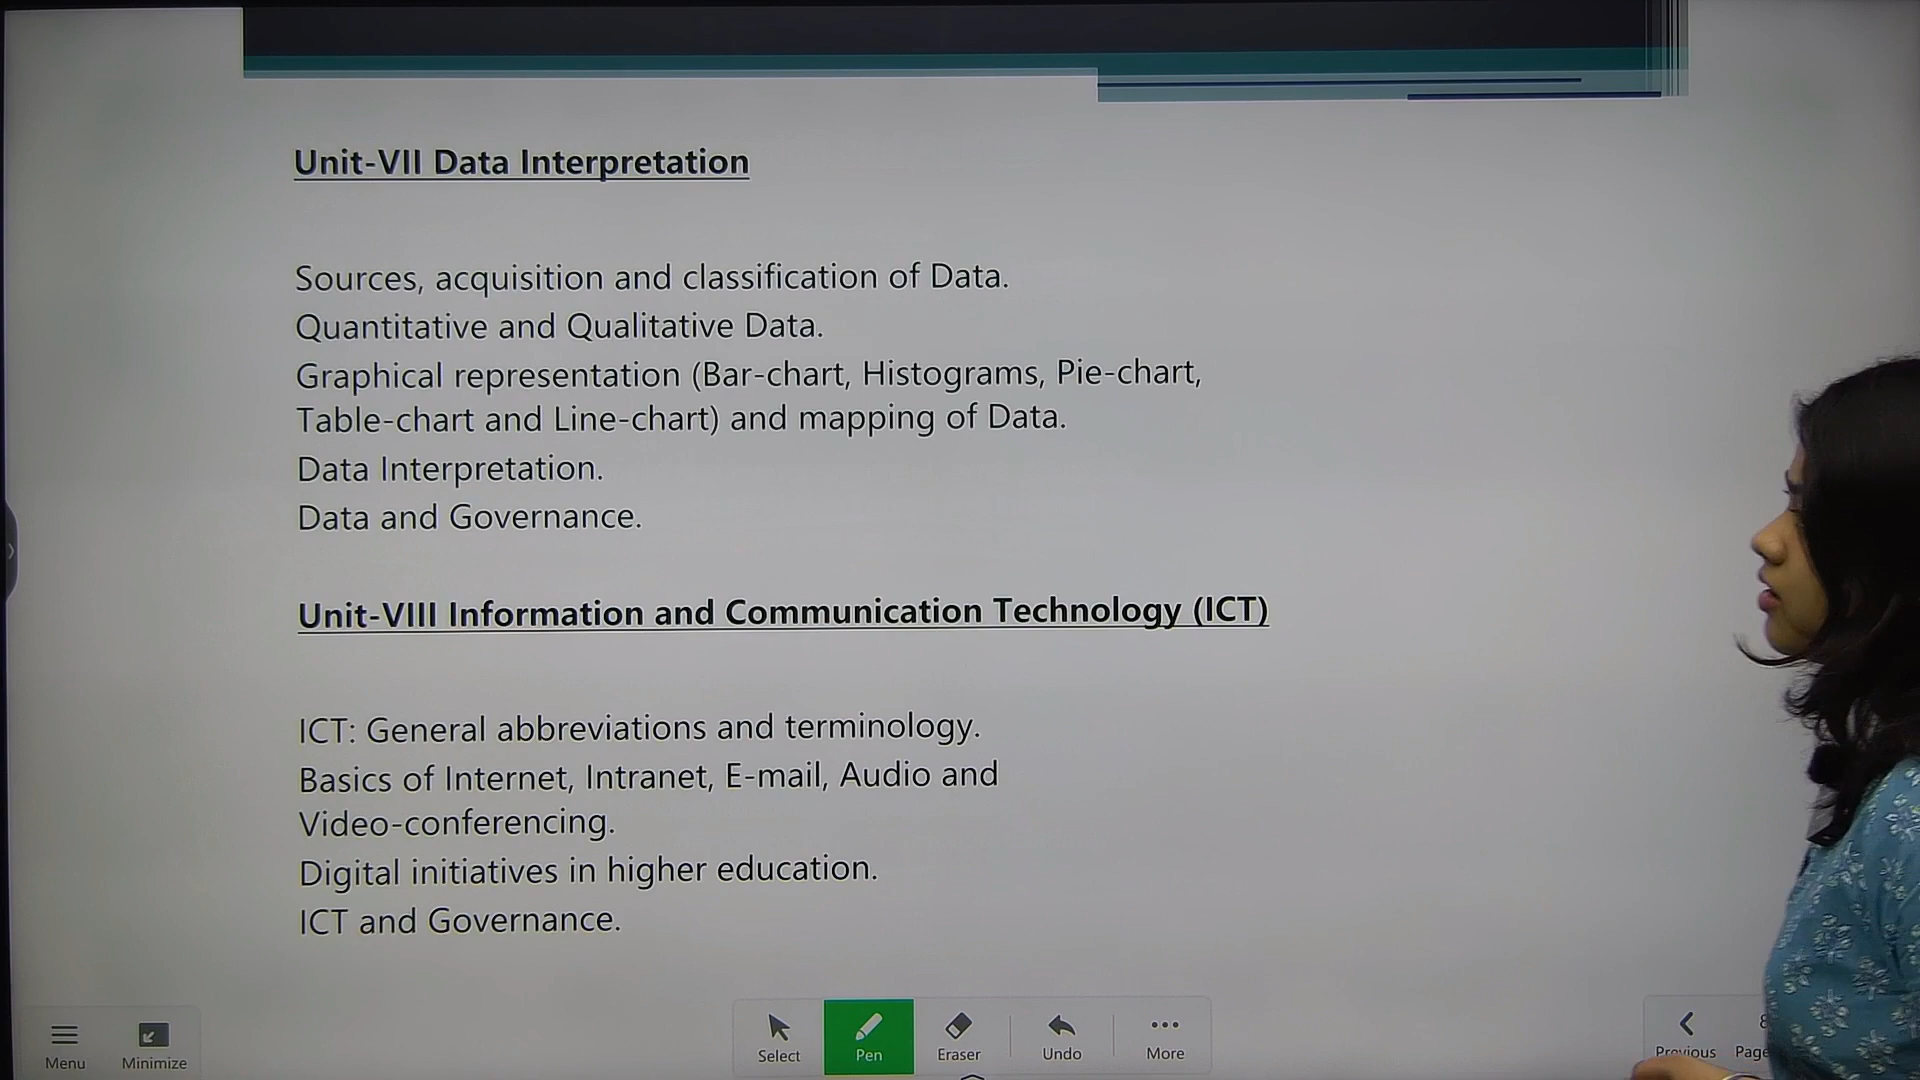 Unit-VII Data Interpretation
Sources, acquisition and classification of Data.
Quantitative and Qualitative Data.
Graphical representation (Bar-chart, Histograms, Pie-chart,
Table-chart and Line-chart) and mapping of Data.
Data Interpretation.
Data and Governance.
Unit-VIII Information and Communication Technology (ICT)
ICT: General abbreviations and terminology.
Basics of Internet, Intranet, E-mail, Audio and
Video-conferencing.
Digital initiatives in higher education.
ICT and Governance.
Menu Minimize Select Pen Eraser Undo More Previous Page